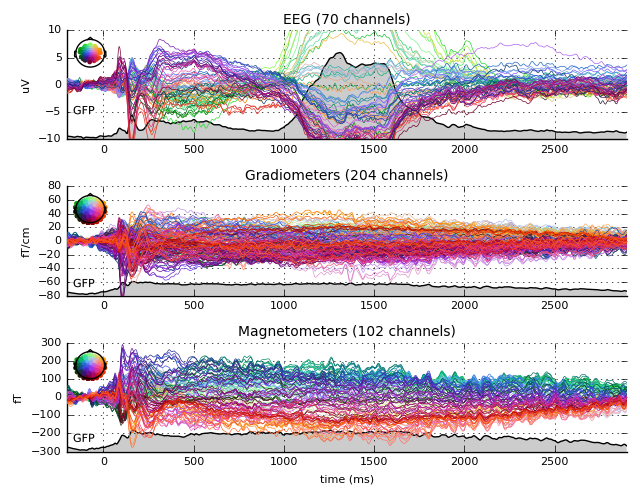 EEG (70 channels)
10
5
0
−5
−10
uV
GFP
0 500 1000 1500 2000 2500
Gradiometers (204 channels)
80
60
40
20
0
−20
−40
−60
−80
fT/cm
GFP
0 500 1000 1500 2000 2500
Magnetometers (102 channels)
300
200
100
0
−100
−200
−300
fT
GFP
0 500 1000 1500 2000 2500
time (ms)